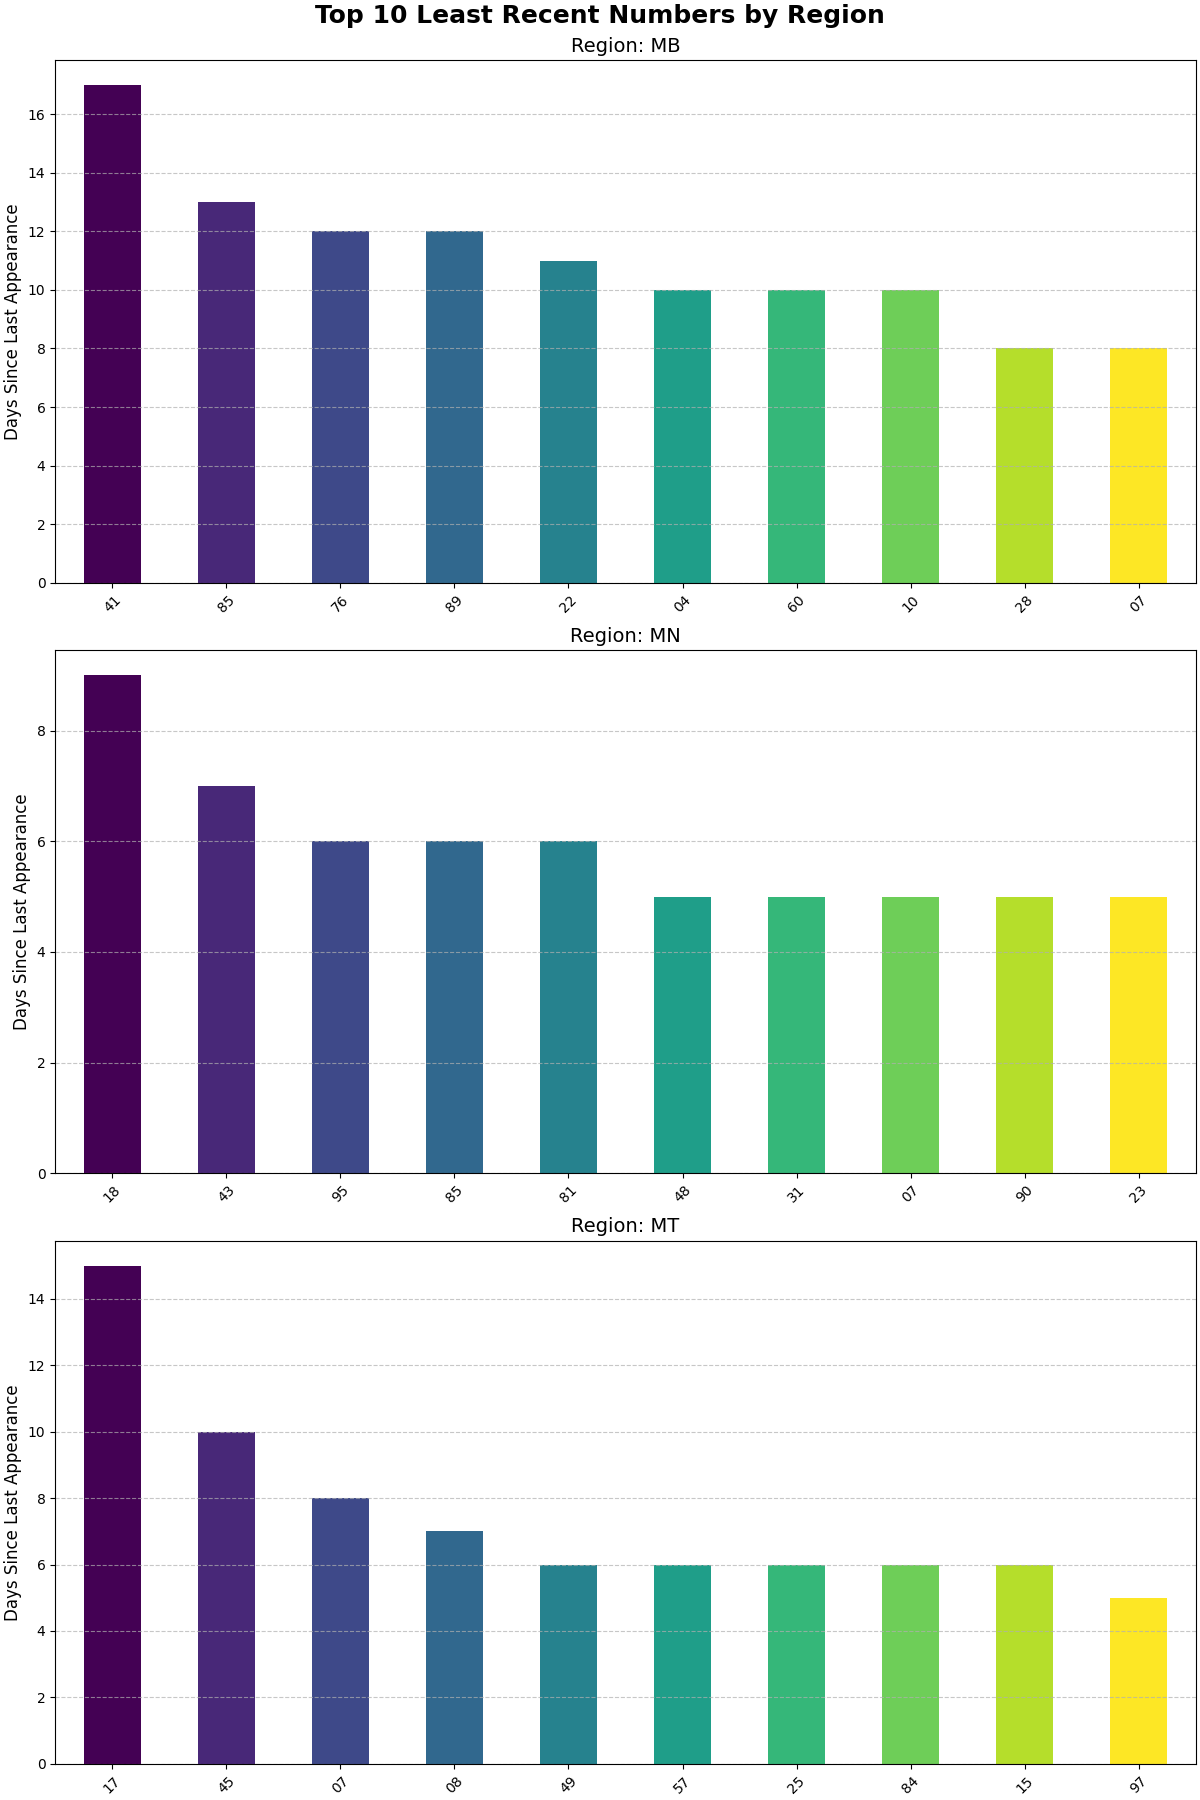 Top 10 Least Recent Numbers by Region
Region: MB
Days Since Last Appearance
16
14
12
10
8
6
4
2
0
41 85 76 89 22 04 60 10 28 07
Region: MN
Days Since Last Appearance
8
6
4
2
0
18 43 95 85 81 48 31 07 90 23
Region: MT
Days Since Last Appearance
14
12
10
8
6
4
2
0
17 45 07 08 49 57 25 84 15 97